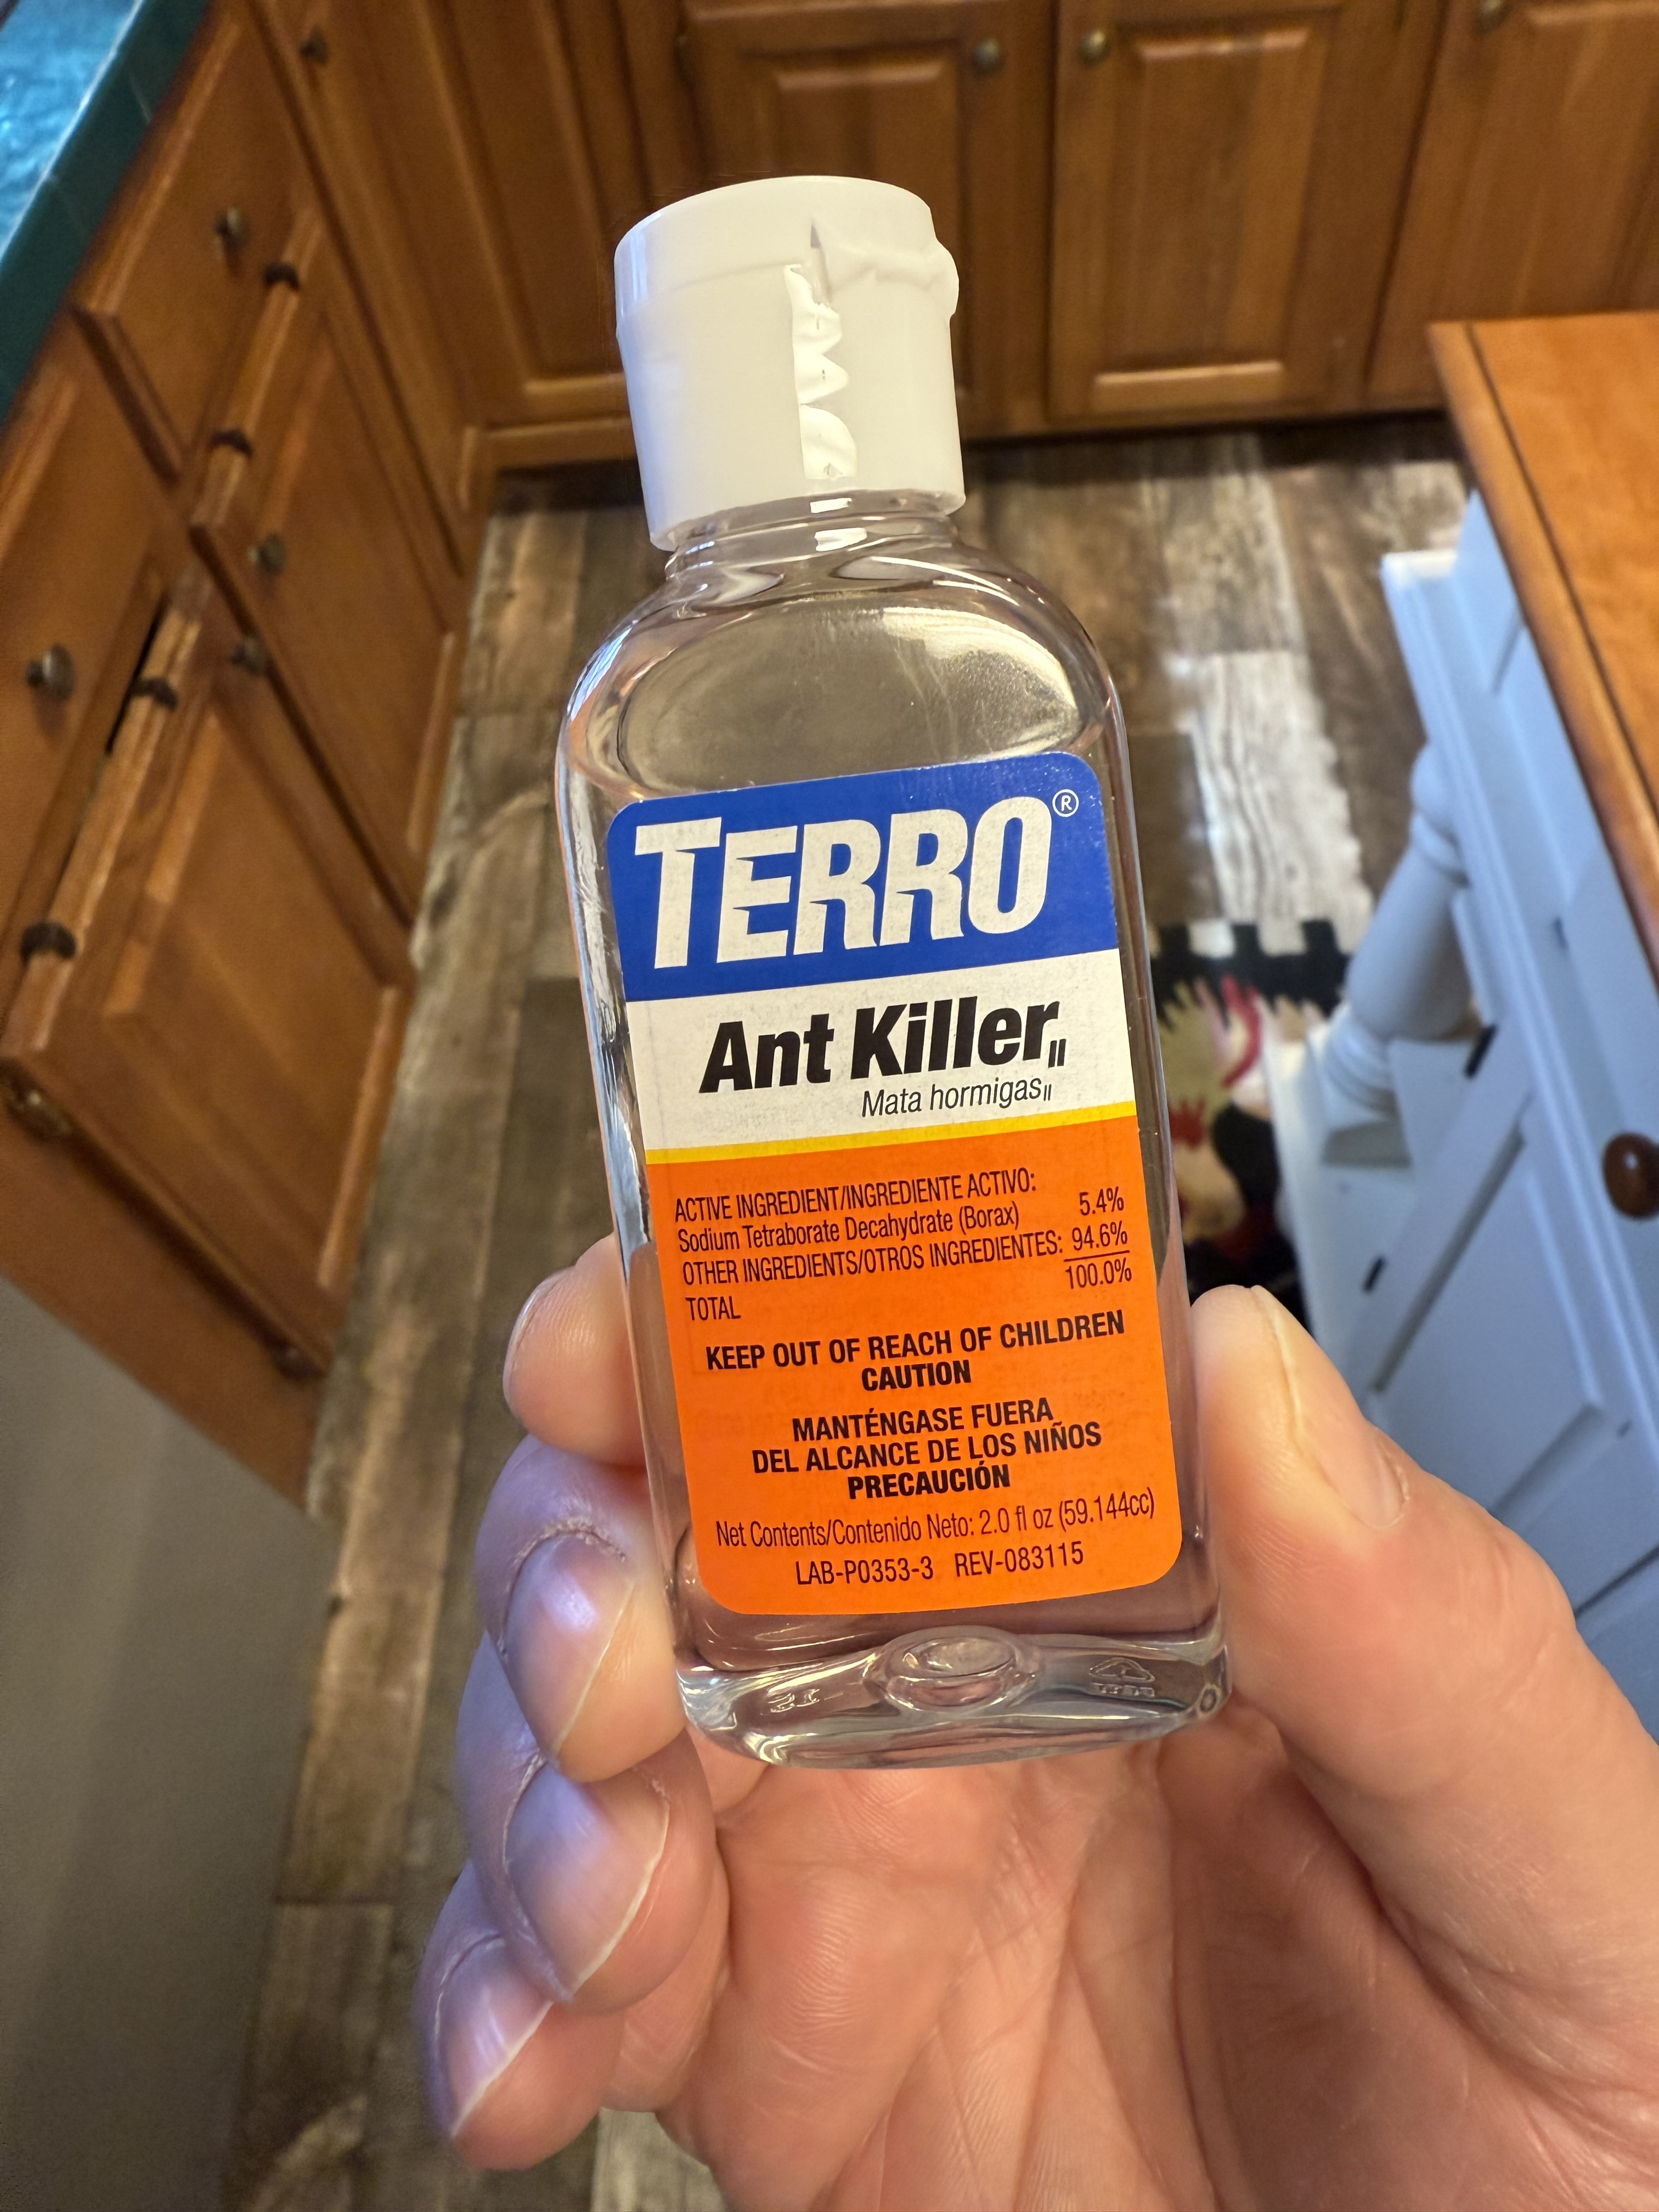 TERRO®
Ant Killer II
Mata hormigas II
ACTIVE INGREDIENT/INGREDIENTE ACTIVO:
Sodium Tetraborate Decahydrate (Borax) 5.4%
OTHER INGREDIENTS/OTROS INGREDIENTES: 94.6%
TOTAL 100.0%
KEEP OUT OF REACH OF CHILDREN
CAUTION
MANTÉNGASE FUERA
DEL ALCANCE DE LOS NIÑOS
PRECAUCIÓN
Net Contents/Contenido Neto: 2.0 fl oz (59.144cc)
LAB-P0353-3 REV-083115